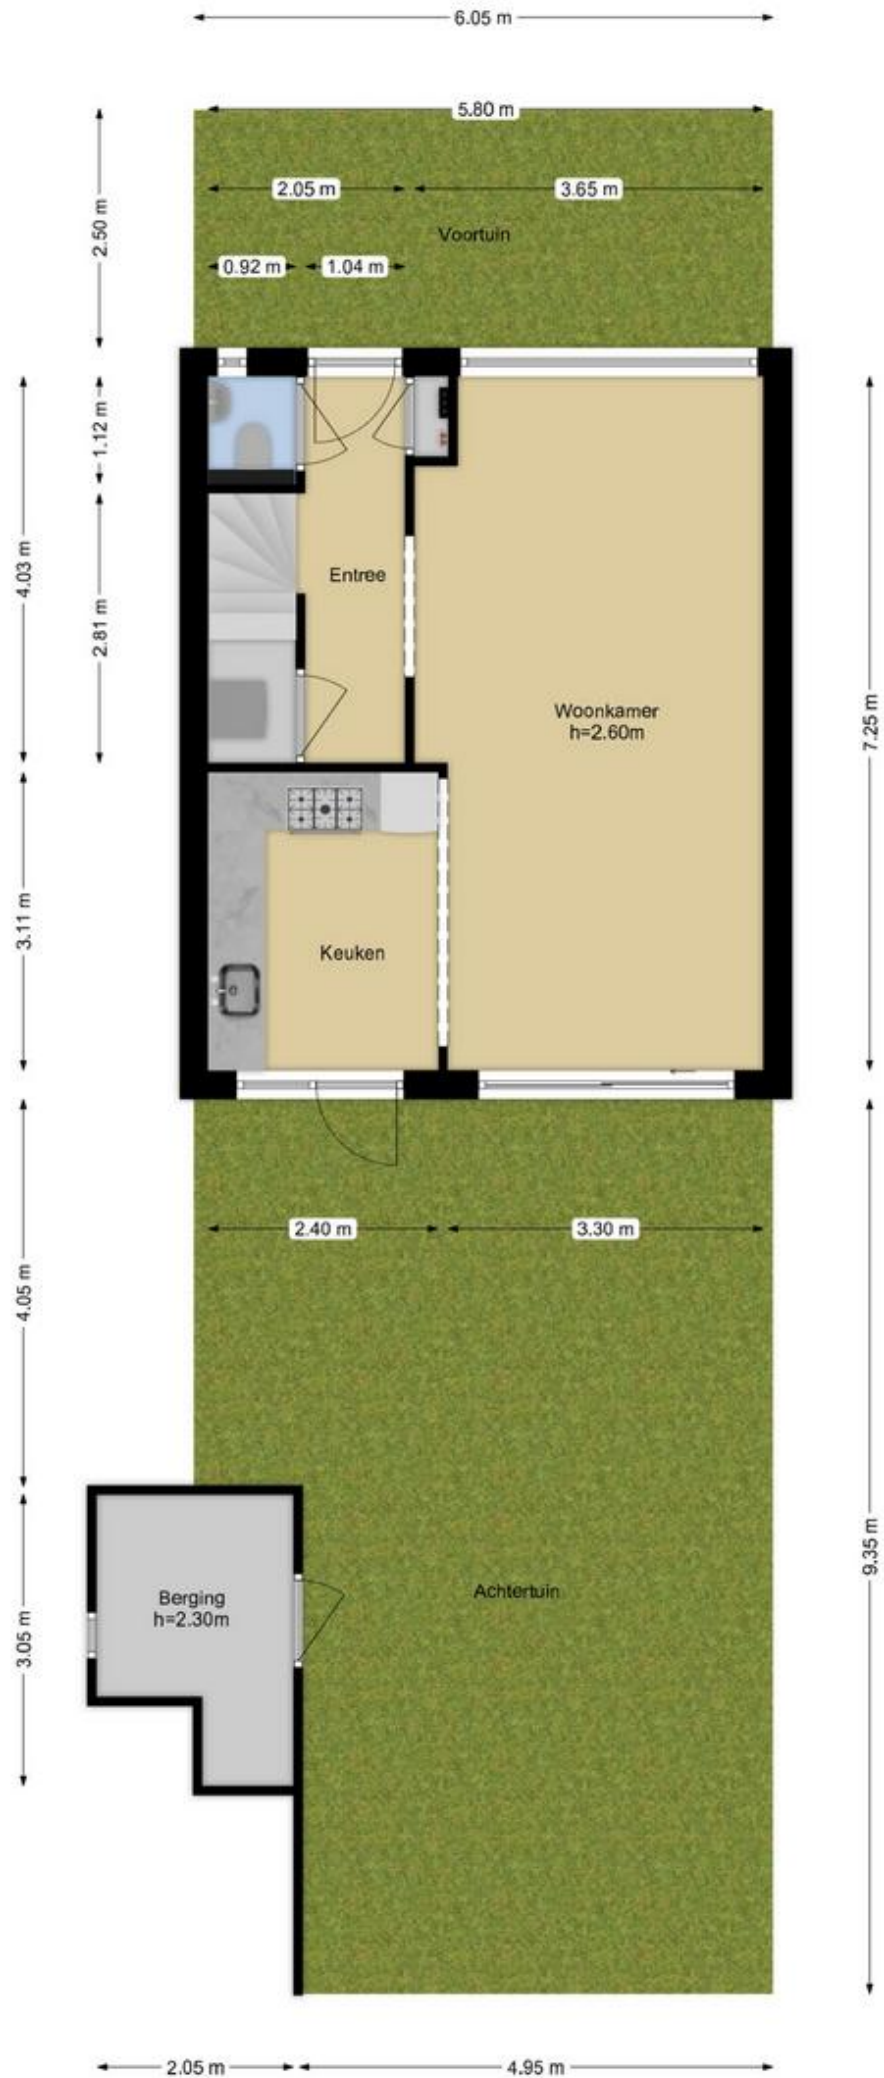 6.05 m
5.80 m
2.05 m
3.65 m
2.50 m
Voortuin
0.92 m
1.04 m
1.12 m
4.03 m
Entree
2.81 m
Woonkamer
h=2.60m
7.25 m
3.11 m
Keuken
2.40 m
3.30 m
4.05 m
9.35 m
Achtertuin
Berging
h=2.30m
3.05 m
2.05 m
4.95 m